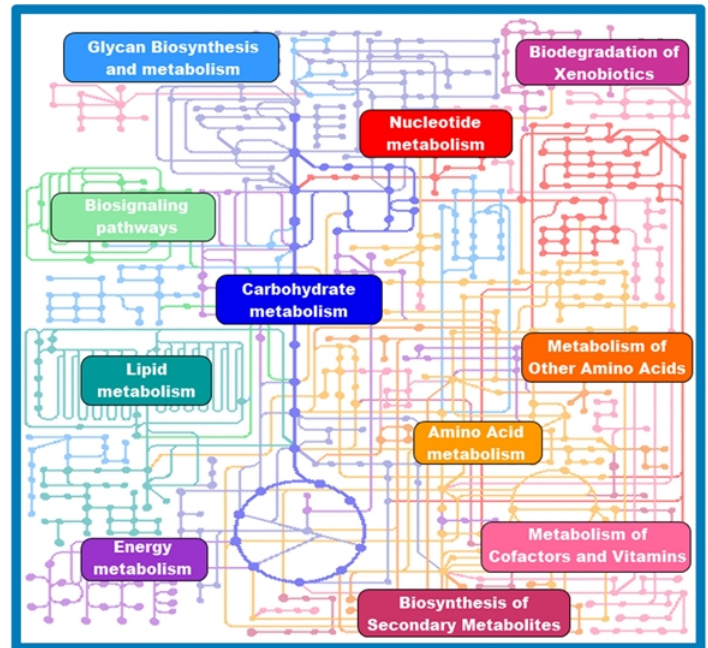 Glycan Biosynthesis
and metabolism
Biodegradation of
Xenobiotics
Nucleotide
metabolism
Biosignaling
pathways
Carbohydrate
metabolism
Lipid
metabolism
Metabolism of
Other Amino Acids
Amino Acid
metabolism
Energy
metabolism
Metabolism of
Cofactors and Vitamins
Biosynthesis of
Secondary Metabolites